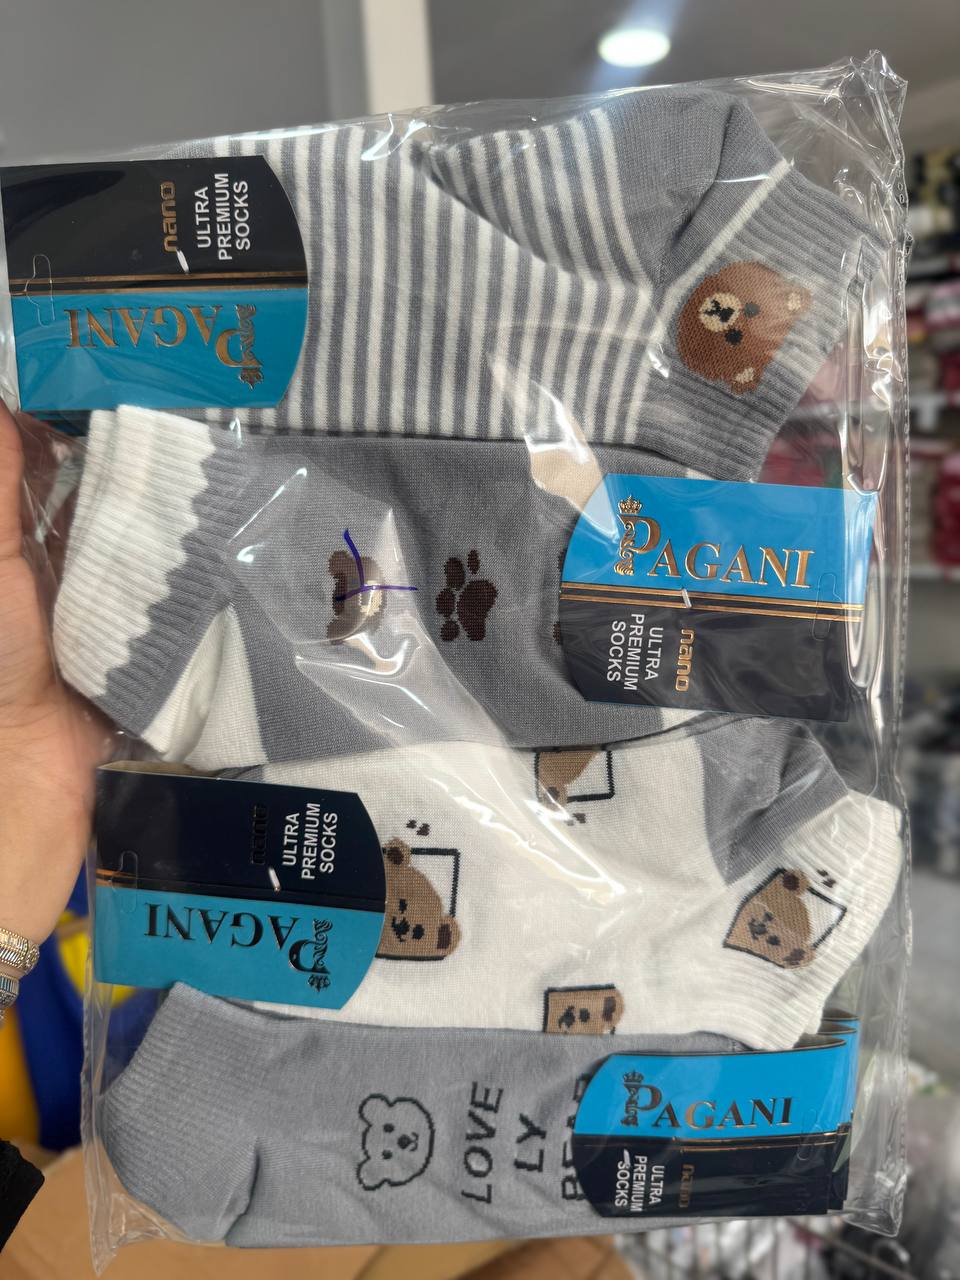 nano
ULTRA
PREMIUM
SOCKS
PAGANI
PAGANI
nano
ULTRA
PREMIUM
SOCKS
nano
ULTRA
PREMIUM
SOCKS
PAGANI
LOVE
LY
BEAR
PAGANI
nano
ULTRA
PREMIUM
SOCKS